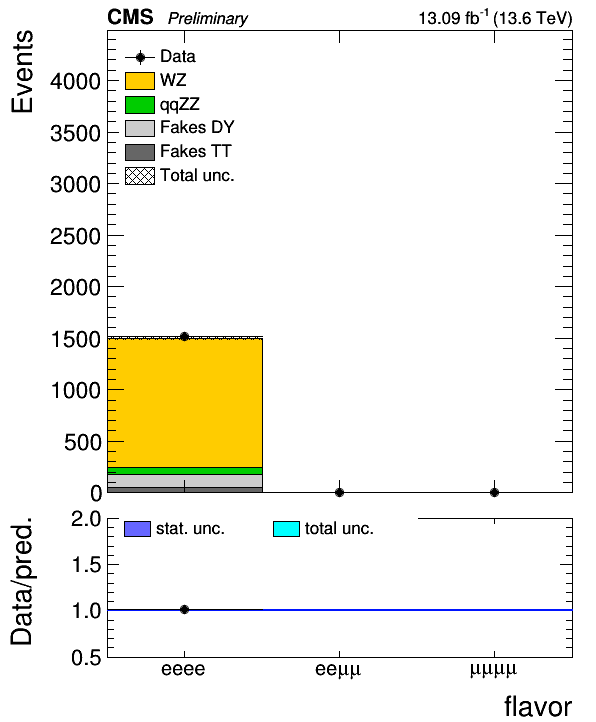 CMS Preliminary 13.09 fb⁻¹ (13.6 TeV)
Events
Data
WZ
qqZZ
Fakes DY
Fakes TT
Total unc.
4000
3500
3000
2500
2000
1500
1000
500
0
Data/pred.
stat. unc. total unc.
2.0
1.5
1.0
0.5
eeee eeμμ μμμμ
flavor